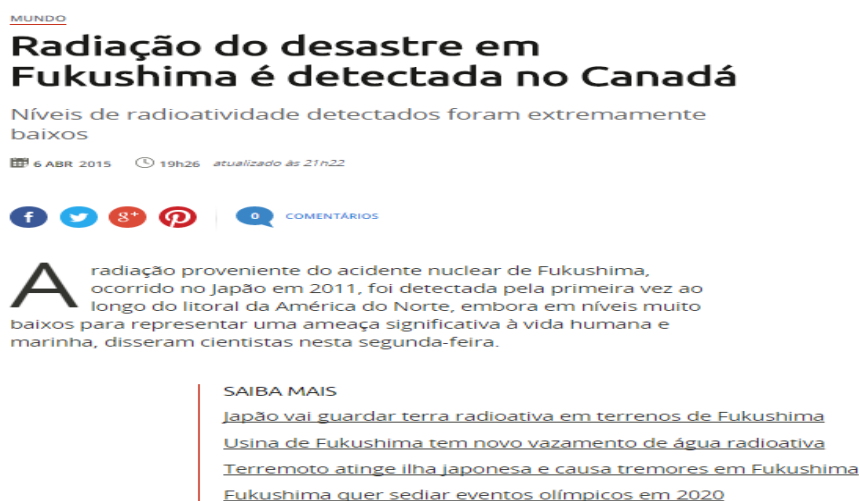 MUNDO
Radiação do desastre em
Fukushima é detectada no Canadá
Níveis de radioatividade detectados foram extremamente
baixos
6 ABR 2015 19h26 atualizado às 21h22
f 8+ 0 COMENTÁRIOS
A radiação proveniente do acidente nuclear de Fukushima,
ocorrido no Japão em 2011, foi detectada pela primeira vez ao
longo do litoral da América do Norte, embora em níveis muito
baixos para representar uma ameaça significativa à vida humana e
marinha, disseram cientistas nesta segunda-feira.
SAIBA MAIS
Japão vai guardar terra radioativa em terrenos de Fukushima
Usina de Fukushima tem novo vazamento de água radioativa
Terremoto atinge ilha japonesa e causa tremores em Fukushima
Fukushima quer sediar eventos olímpicos em 2020